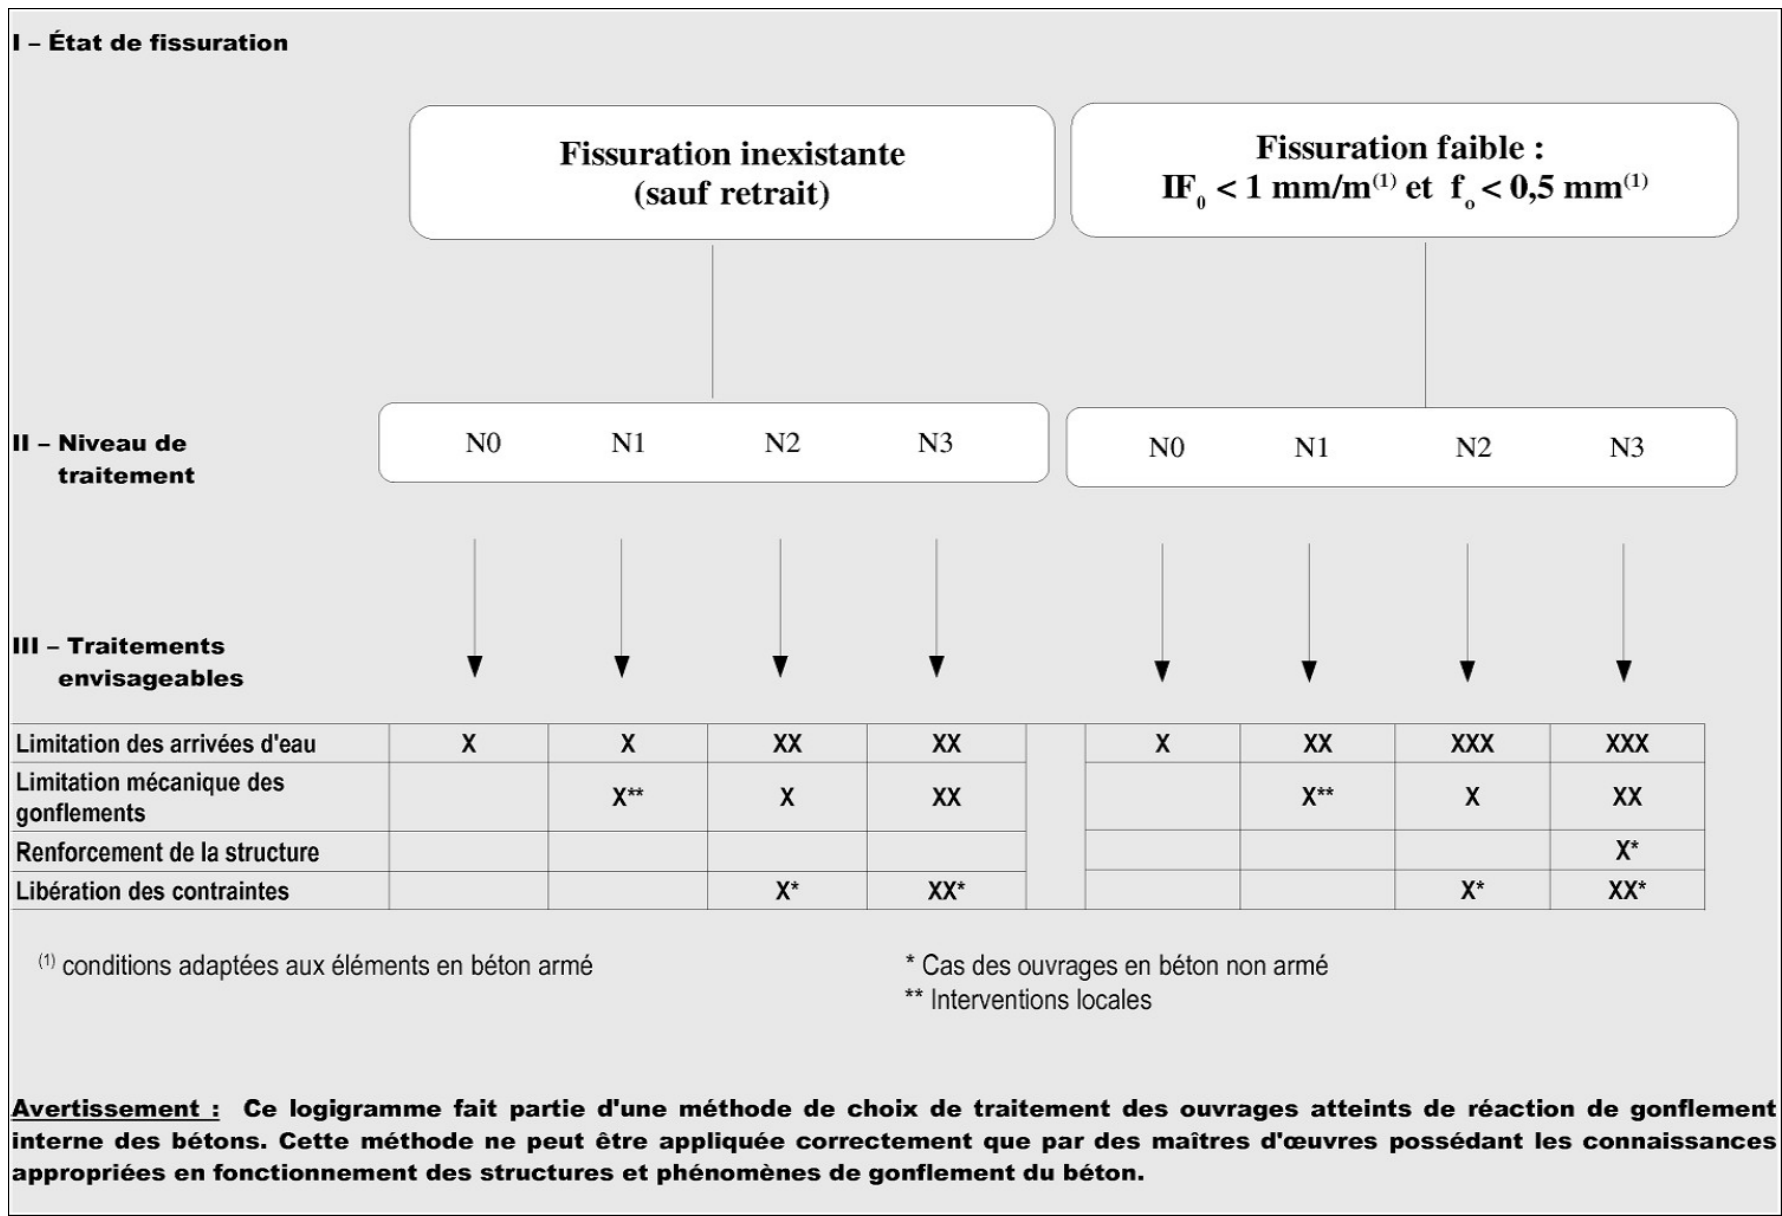 I – État de fissuration
Fissuration inexistante
(sauf retrait)
Fissuration faible :
IF₀ < 1 mm/m⁽¹⁾ et fₒ < 0,5 mm⁽¹⁾
II – Niveau de
traitement
N0 N1 N2 N3
N0 N1 N2 N3
III – Traitements
envisageables
Limitation des arrivées d'eau X X XX XX X XX XXX XXX
Limitation mécanique des
gonflements X** X XX X** X XX
Renforcement de la structure X*
Libération des contraintes X* XX* X* XX*
⁽¹⁾ conditions adaptées aux éléments en béton armé
* Cas des ouvrages en béton non armé
** Interventions locales
Avertissement : Ce logigramme fait partie d'une méthode de choix de traitement des ouvrages atteints de réaction de gonflement
interne des bétons. Cette méthode ne peut être appliquée correctement que par des maîtres d'œuvres possédant les connaissances
appropriées en fonctionnement des structures et phénomènes de gonflement du béton.